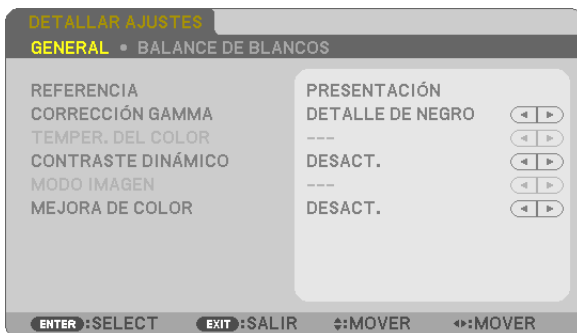 DETALLAR AJUSTES
GENERAL • BALANCE DE BLANCOS
REFERENCIA PRESENTACIÓN
CORRECCIÓN GAMMA DETALLE DE NEGRO
TEMPER. DEL COLOR ---
CONTRASTE DINÁMICO DESACT.
MODO IMAGEN ---
MEJORA DE COLOR DESACT.
ENTER :SELECT EXIT :SALIR :MOVER :MOVER